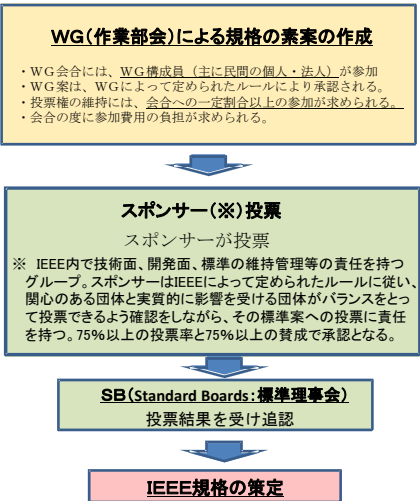 WG（作業部会）による規格の素案の作成
・WG会合には、WG構成員（主に民間の個人・法人）が参加
・WG案は、WGによって定められたルールにより承認される。
・投票権の維持には、会合への一定割合以上の参加が求められる。
・会合の度に参加費用の負担が求められる。
スポンサー（※）投票
スポンサーが投票
※　IEEE内で技術面、開発面、標準の維持管理等の責任を持つ
グループ。スポンサーはIEEEによって定められたルールに従い、
関心のある団体と実質的に影響を受ける団体がバランスをとっ
て投票できるよう確認をしながら、その標準案への投票に責任
を持つ。75%以上の投票率と75%以上の賛成で承認となる。
SB（Standard Boards：標準理事会）
投票結果を受け追認
IEEE規格の策定